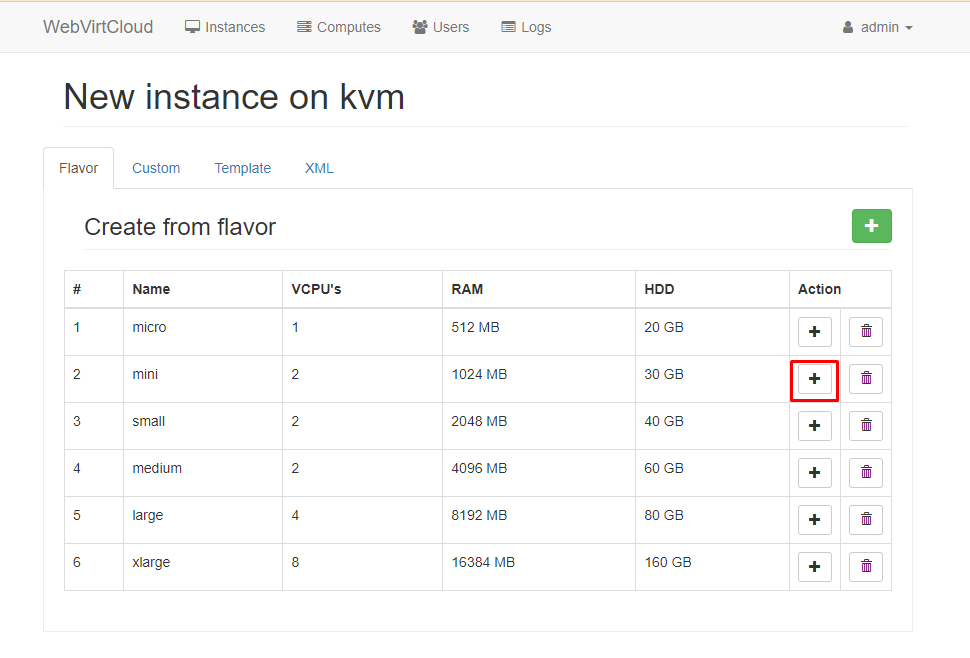 WebVirtCloud Instances Computes Users Logs admin
New instance on kvm
Flavor Custom Template XML
Create from flavor
# Name VCPU's RAM HDD Action
1 micro 1 512 MB 20 GB
2 mini 2 1024 MB 30 GB
3 small 2 2048 MB 40 GB
4 medium 2 4096 MB 60 GB
5 large 4 8192 MB 80 GB
6 xlarge 8 16384 MB 160 GB